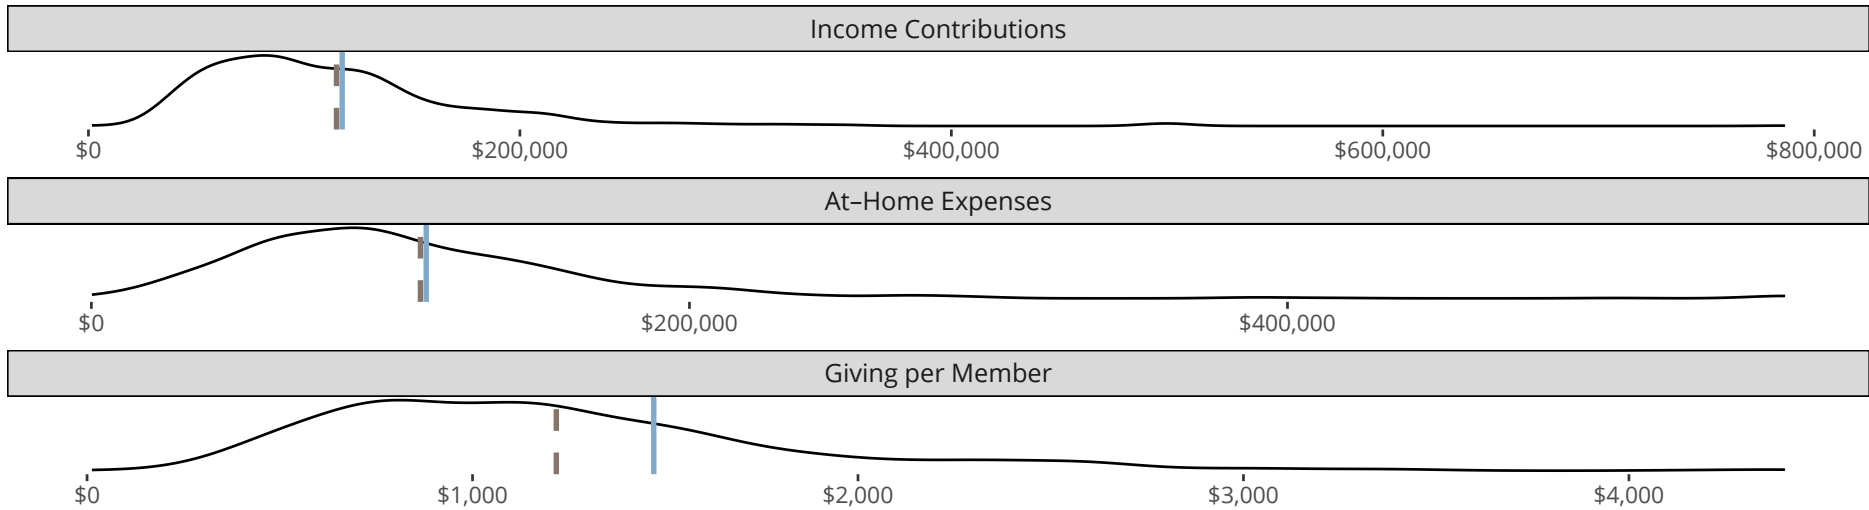 Income Contributions
$0 $200,000 $400,000 $600,000 $800,000
At–Home Expenses
$0 $200,000 $400,000
Giving per Member
$0 $1,000 $2,000 $3,000 $4,000